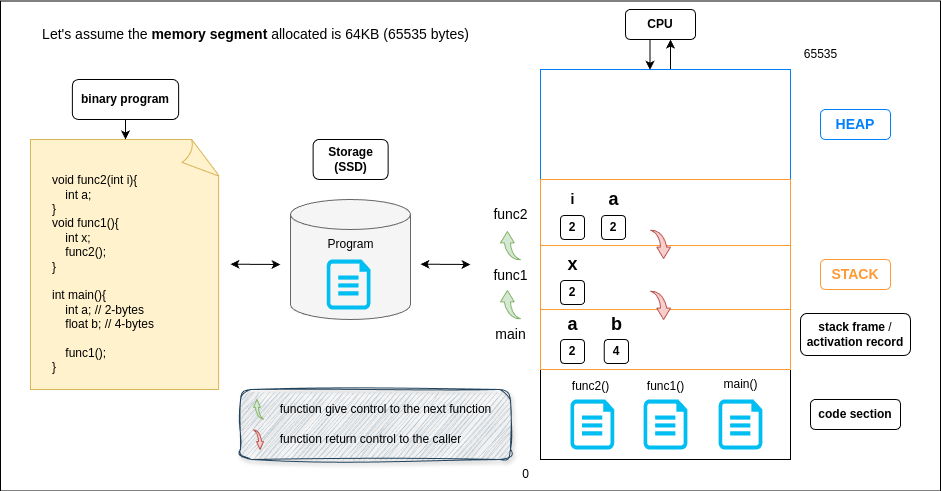 Let's assume the memory segment allocated is 64KB (65535 bytes)
CPU
65535
binary program
HEAP
Storage
(SSD)
void func2(int i){
int a;
}
void func1(){
int x;
func2();
}
int main(){
int a; // 2-bytes
float b; // 4-bytes
func1();
}
Program
func2
func1
main
i
a
2
2
x
2
a
b
2
4
STACK
stack frame /
activation record
func2()
func1()
main()
code section
function give control to the next function
function return control to the caller
0